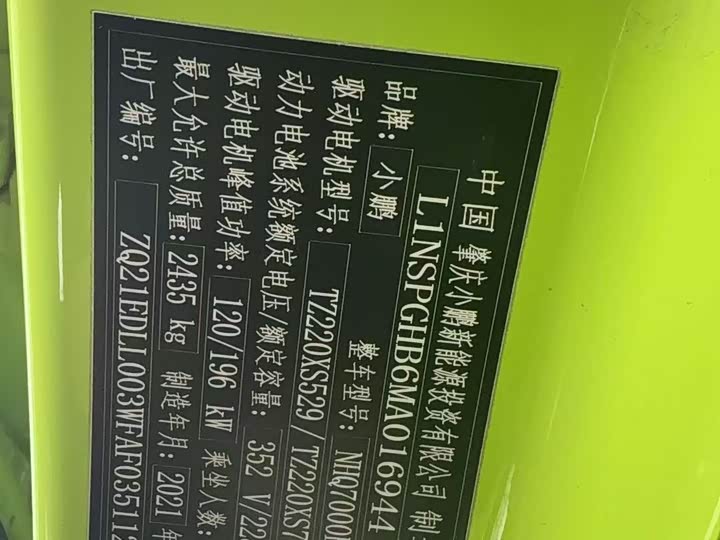 中国 肇庆小鹏新能源投资有限公司 制
L1NSPGHB6MA016944
品牌: 小鹏 整车型号: NHQ7000
驱动电机型号: TZ220XS529/TZ220XS7
动力电池系统额定电压/额定容量: 352 V/22
驱动电机峰值功率: 120/196 kW 乘坐人数:
最大允许总质量: 2435 kg 制造年月: 2021 年
出厂编号: ZQ21EDLL003WFAF03511